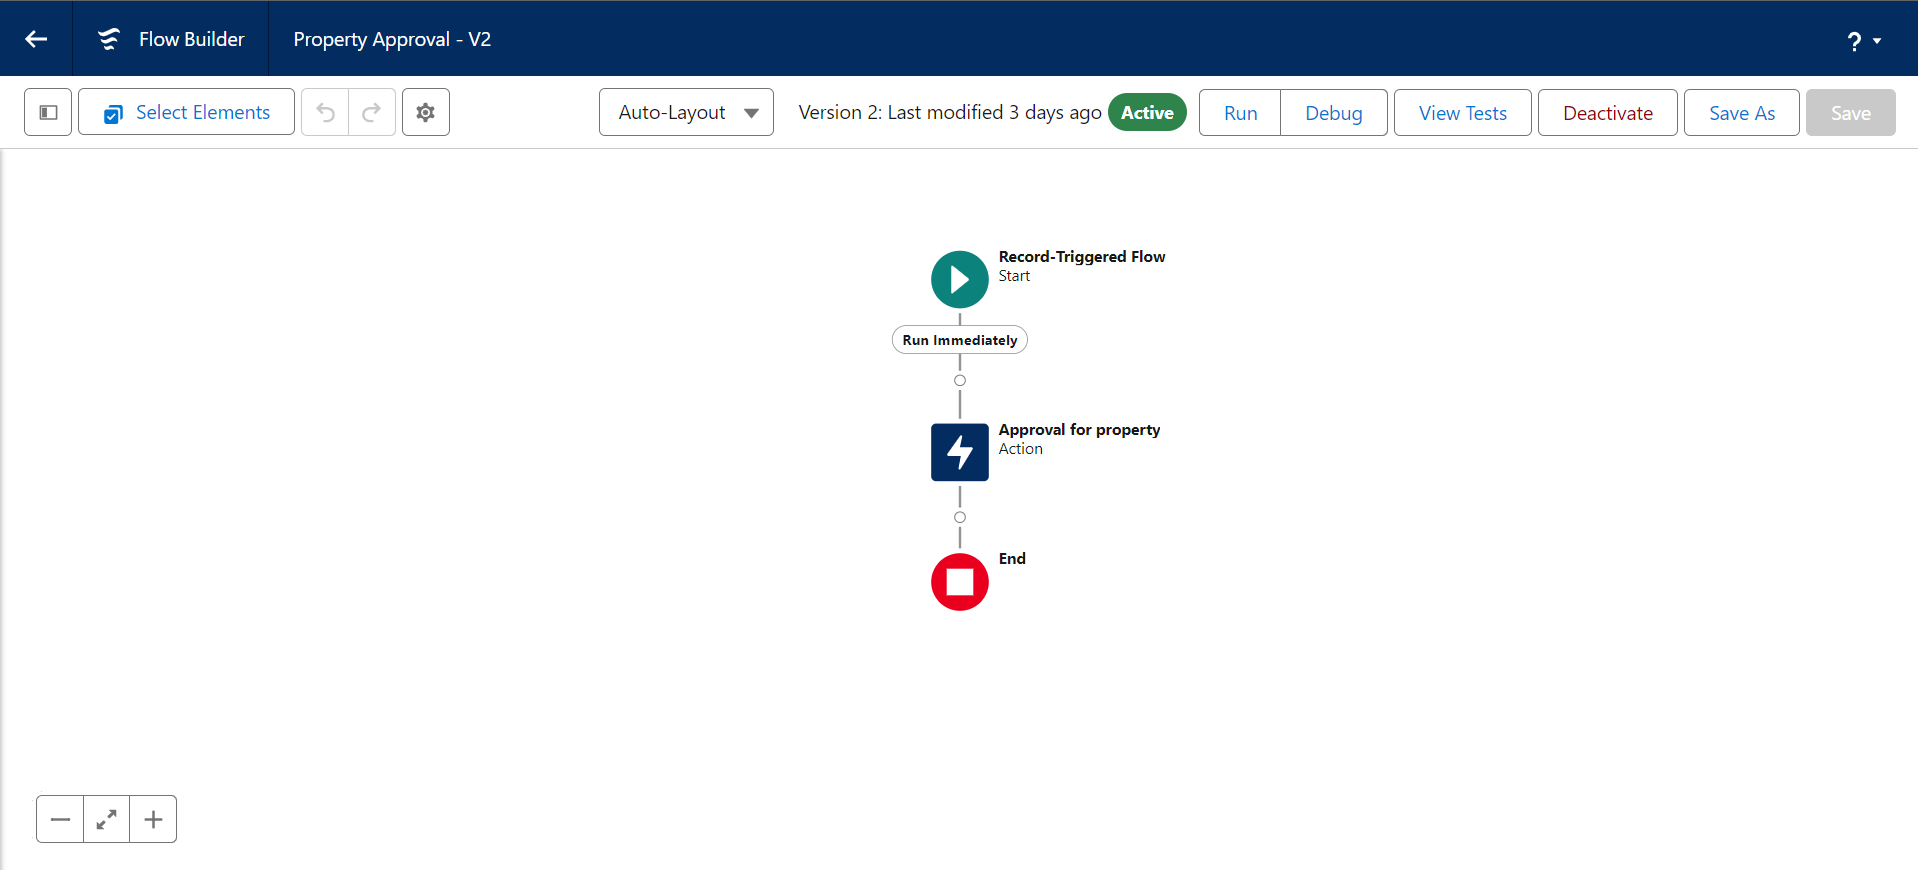 Flow Builder
Property Approval - V2
?
Select Elements
Auto-Layout
Version 2: Last modified 3 days ago
Active
Run
Debug
View Tests
Deactivate
Save As
Save
Record-Triggered Flow
Start
Run Immediately
Approval for property
Action
End